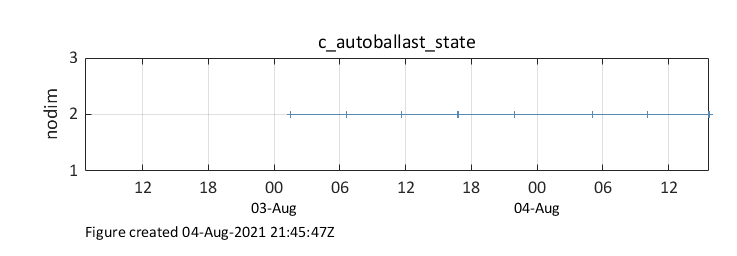 c_autoballast_state
3
2
1
nodim
12 18 00 06 12 18 00 06 12
03-Aug 04-Aug
Figure created 04-Aug-2021 21:45:47Z